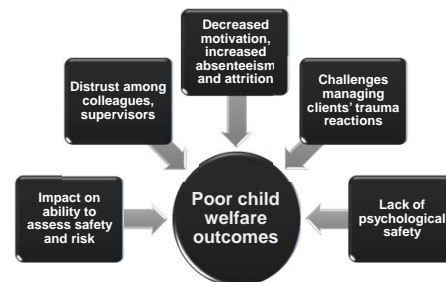 Decreased
motivation,
increased
absenteeism
and attrition
Distrust among
colleagues,
supervisors
Challenges
managing
clients' trauma
reactions
Impact on
ability to
assess safety
and risk
Poor child
welfare
outcomes
Lack of
psychological
safety